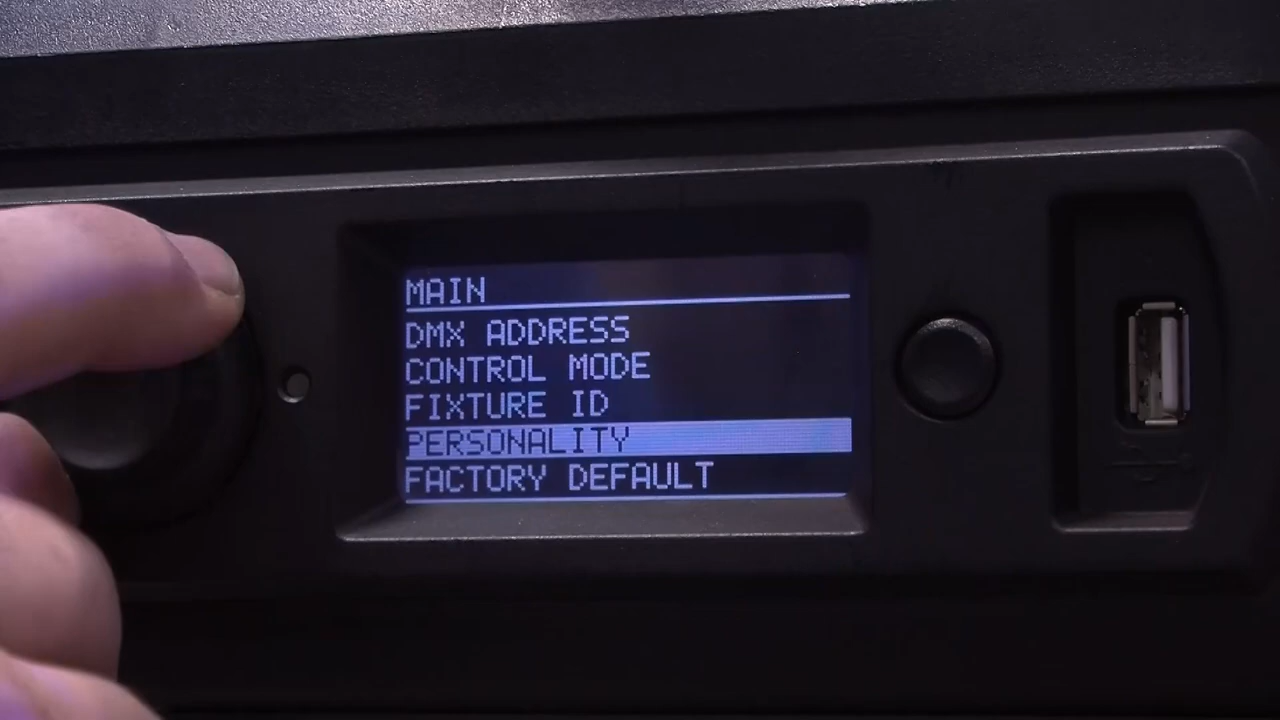 MAIN
DMX ADDRESS
CONTROL MODE
FIXTURE ID
PERSONALITY
FACTORY DEFAULT